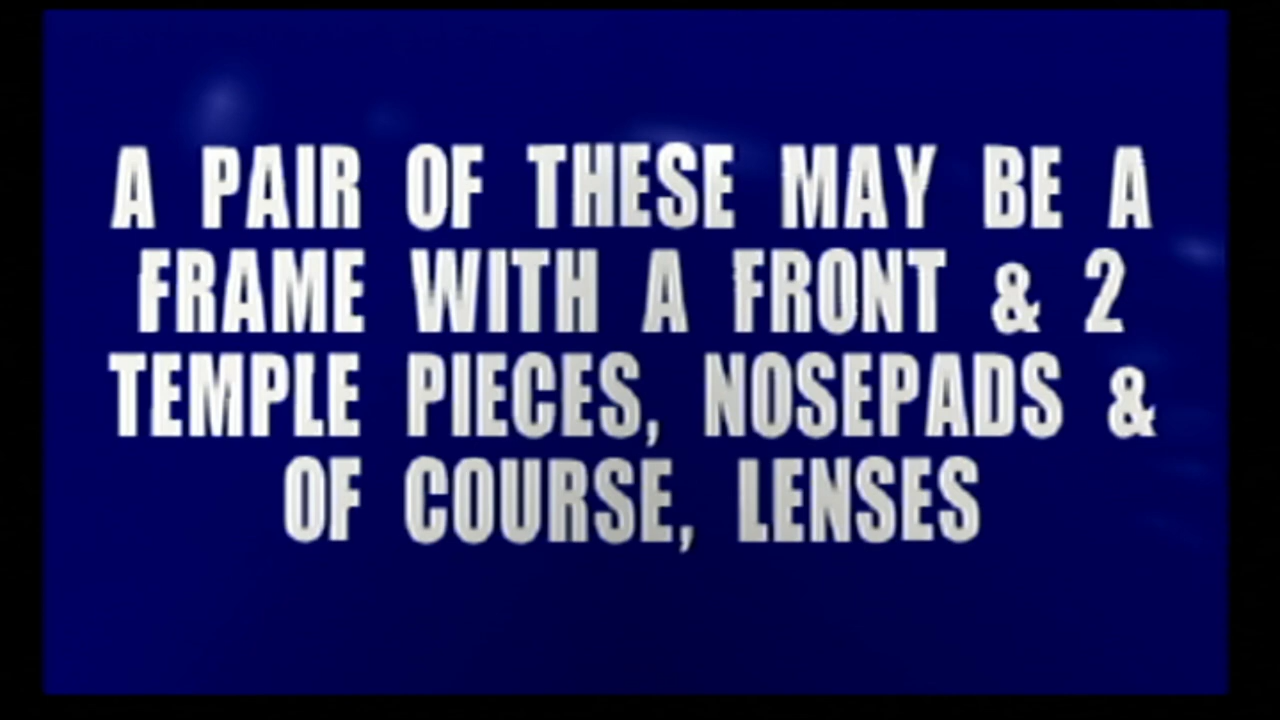 A PAIR OF THESE MAY BE A
FRAME WITH A FRONT & 2
TEMPLE PIECES, NOSEPADS &
OF COURSE, LENSES